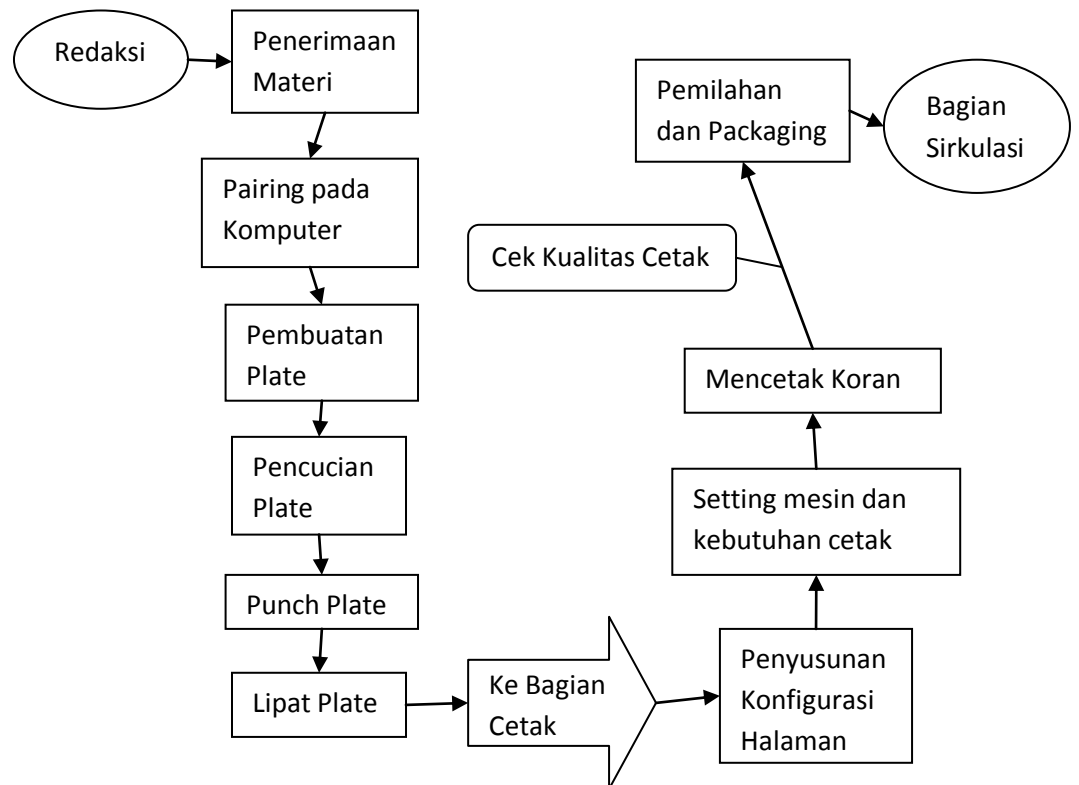 Redaksi
Penerimaan
Materi
Pairing pada
Komputer
Pembuatan
Plate
Pencucian
Plate
Punch Plate
Lipat Plate
Ke Bagian
Cetak
Penyusunan
Konfigurasi
Halaman
Setting mesin dan
kebutuhan cetak
Mencetak Koran
Cek Kualitas Cetak
Pemilahan
dan Packaging
Bagian
Sirkulasi